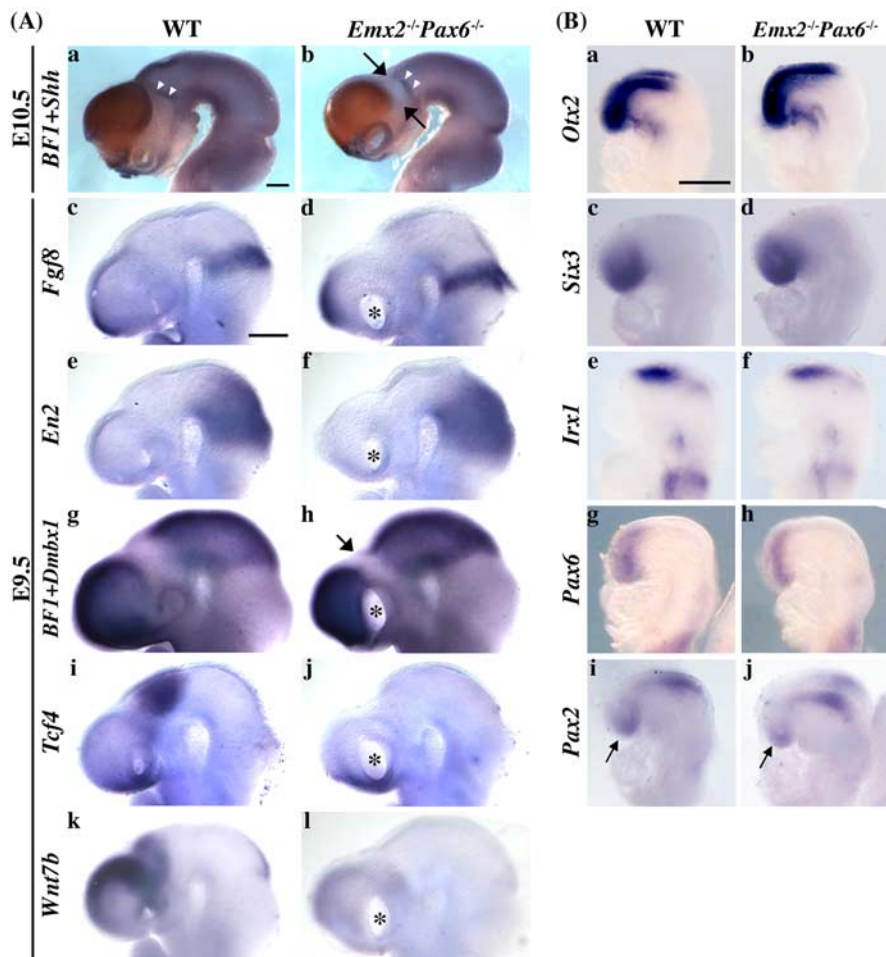 (A)
WT
Emx2-/-Pax6-/-
E10.5
BF1+Shh
a
b
E9.5
Fgf8
c
d
*
En2
e
f
*
BF1+Dmbx1
g
h
*
Tcf4
i
j
*
Wnt7b
k
l
*
(B)
WT
Emx2-/-Pax6-/-
Otx2
a
b
Six3
c
d
Irx1
e
f
Pax6
g
h
Pax2
i
j